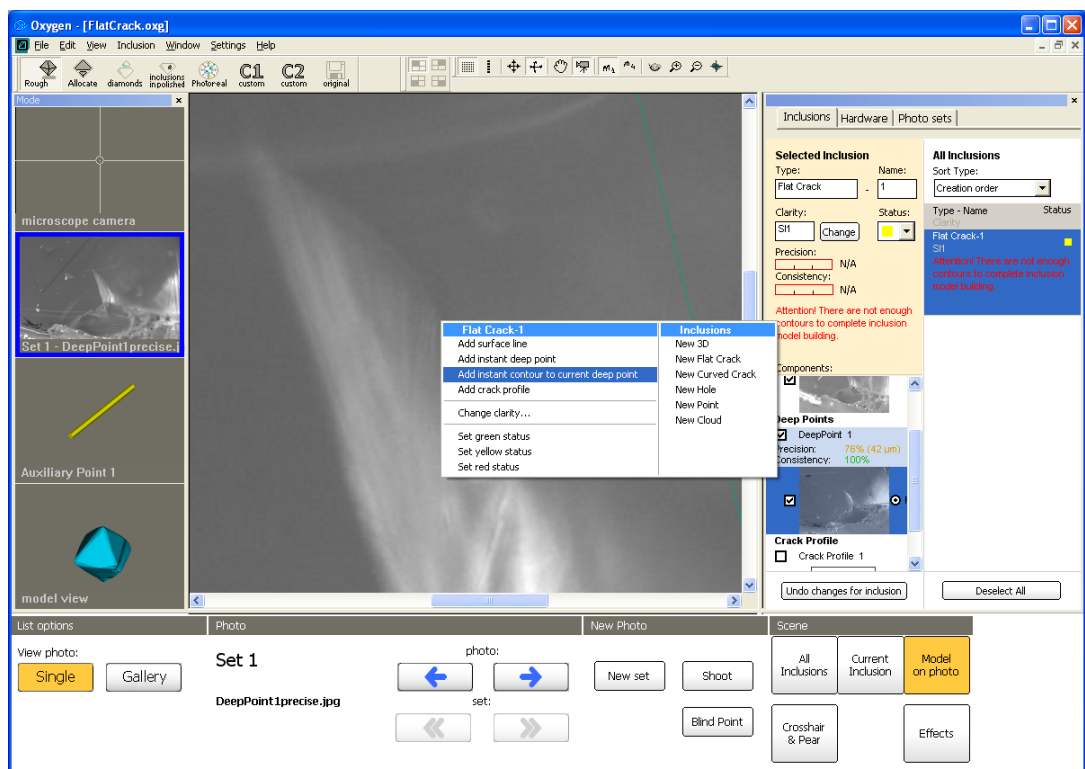 Oxygen - [FlatCrack.oxg]
File Edit View Inclusion Window Settings Help
Rough Allocate diamonds inclusions inpolished Photoreal C1 custom C2 custom original
Mode
microscope camera
Set 1 - DeepPoint1precise.j
Auxiliary Point 1
model view
Flat Crack-1
Add surface line
Add instant deep point
Add instant contour to current deep point
Add crack profile
Change clarity...
Set green status
Set yellow status
Set red status
Inclusions
New 3D
New Flat Crack
New Curved Crack
New Hole
New Point
New Cloud
Inclusions Hardware Photo sets
Selected Inclusion
Type: Name:
Flat Crack - 1
Clarity: Status:
SI1 Change
Precision:
N/A
Consistency:
N/A
Attention! There are not enough
contours to complete inclusion
model building.
Components:
Deep Points
DeepPoint 1
Precision: 76% (42 um)
Consistency: 100%
Crack Profile
Crack Profile 1
Undo changes for inclusion
All Inclusions
Sort Type:
Creation order
Type - Name Status
Clarity
Flat Crack-1
SI1
Attention! There are not enough
contours to complete inclusion
model building.
Deselect All
List options
View photo:
Single Gallery
Photo
Set 1
DeepPoint1precise.jpg
photo:
set:
New Photo
New set Shoot
Blind Point
Scene
All
Inclusions
Current
Inclusion
Model
on photo
Crosshair
& Pear
Effects